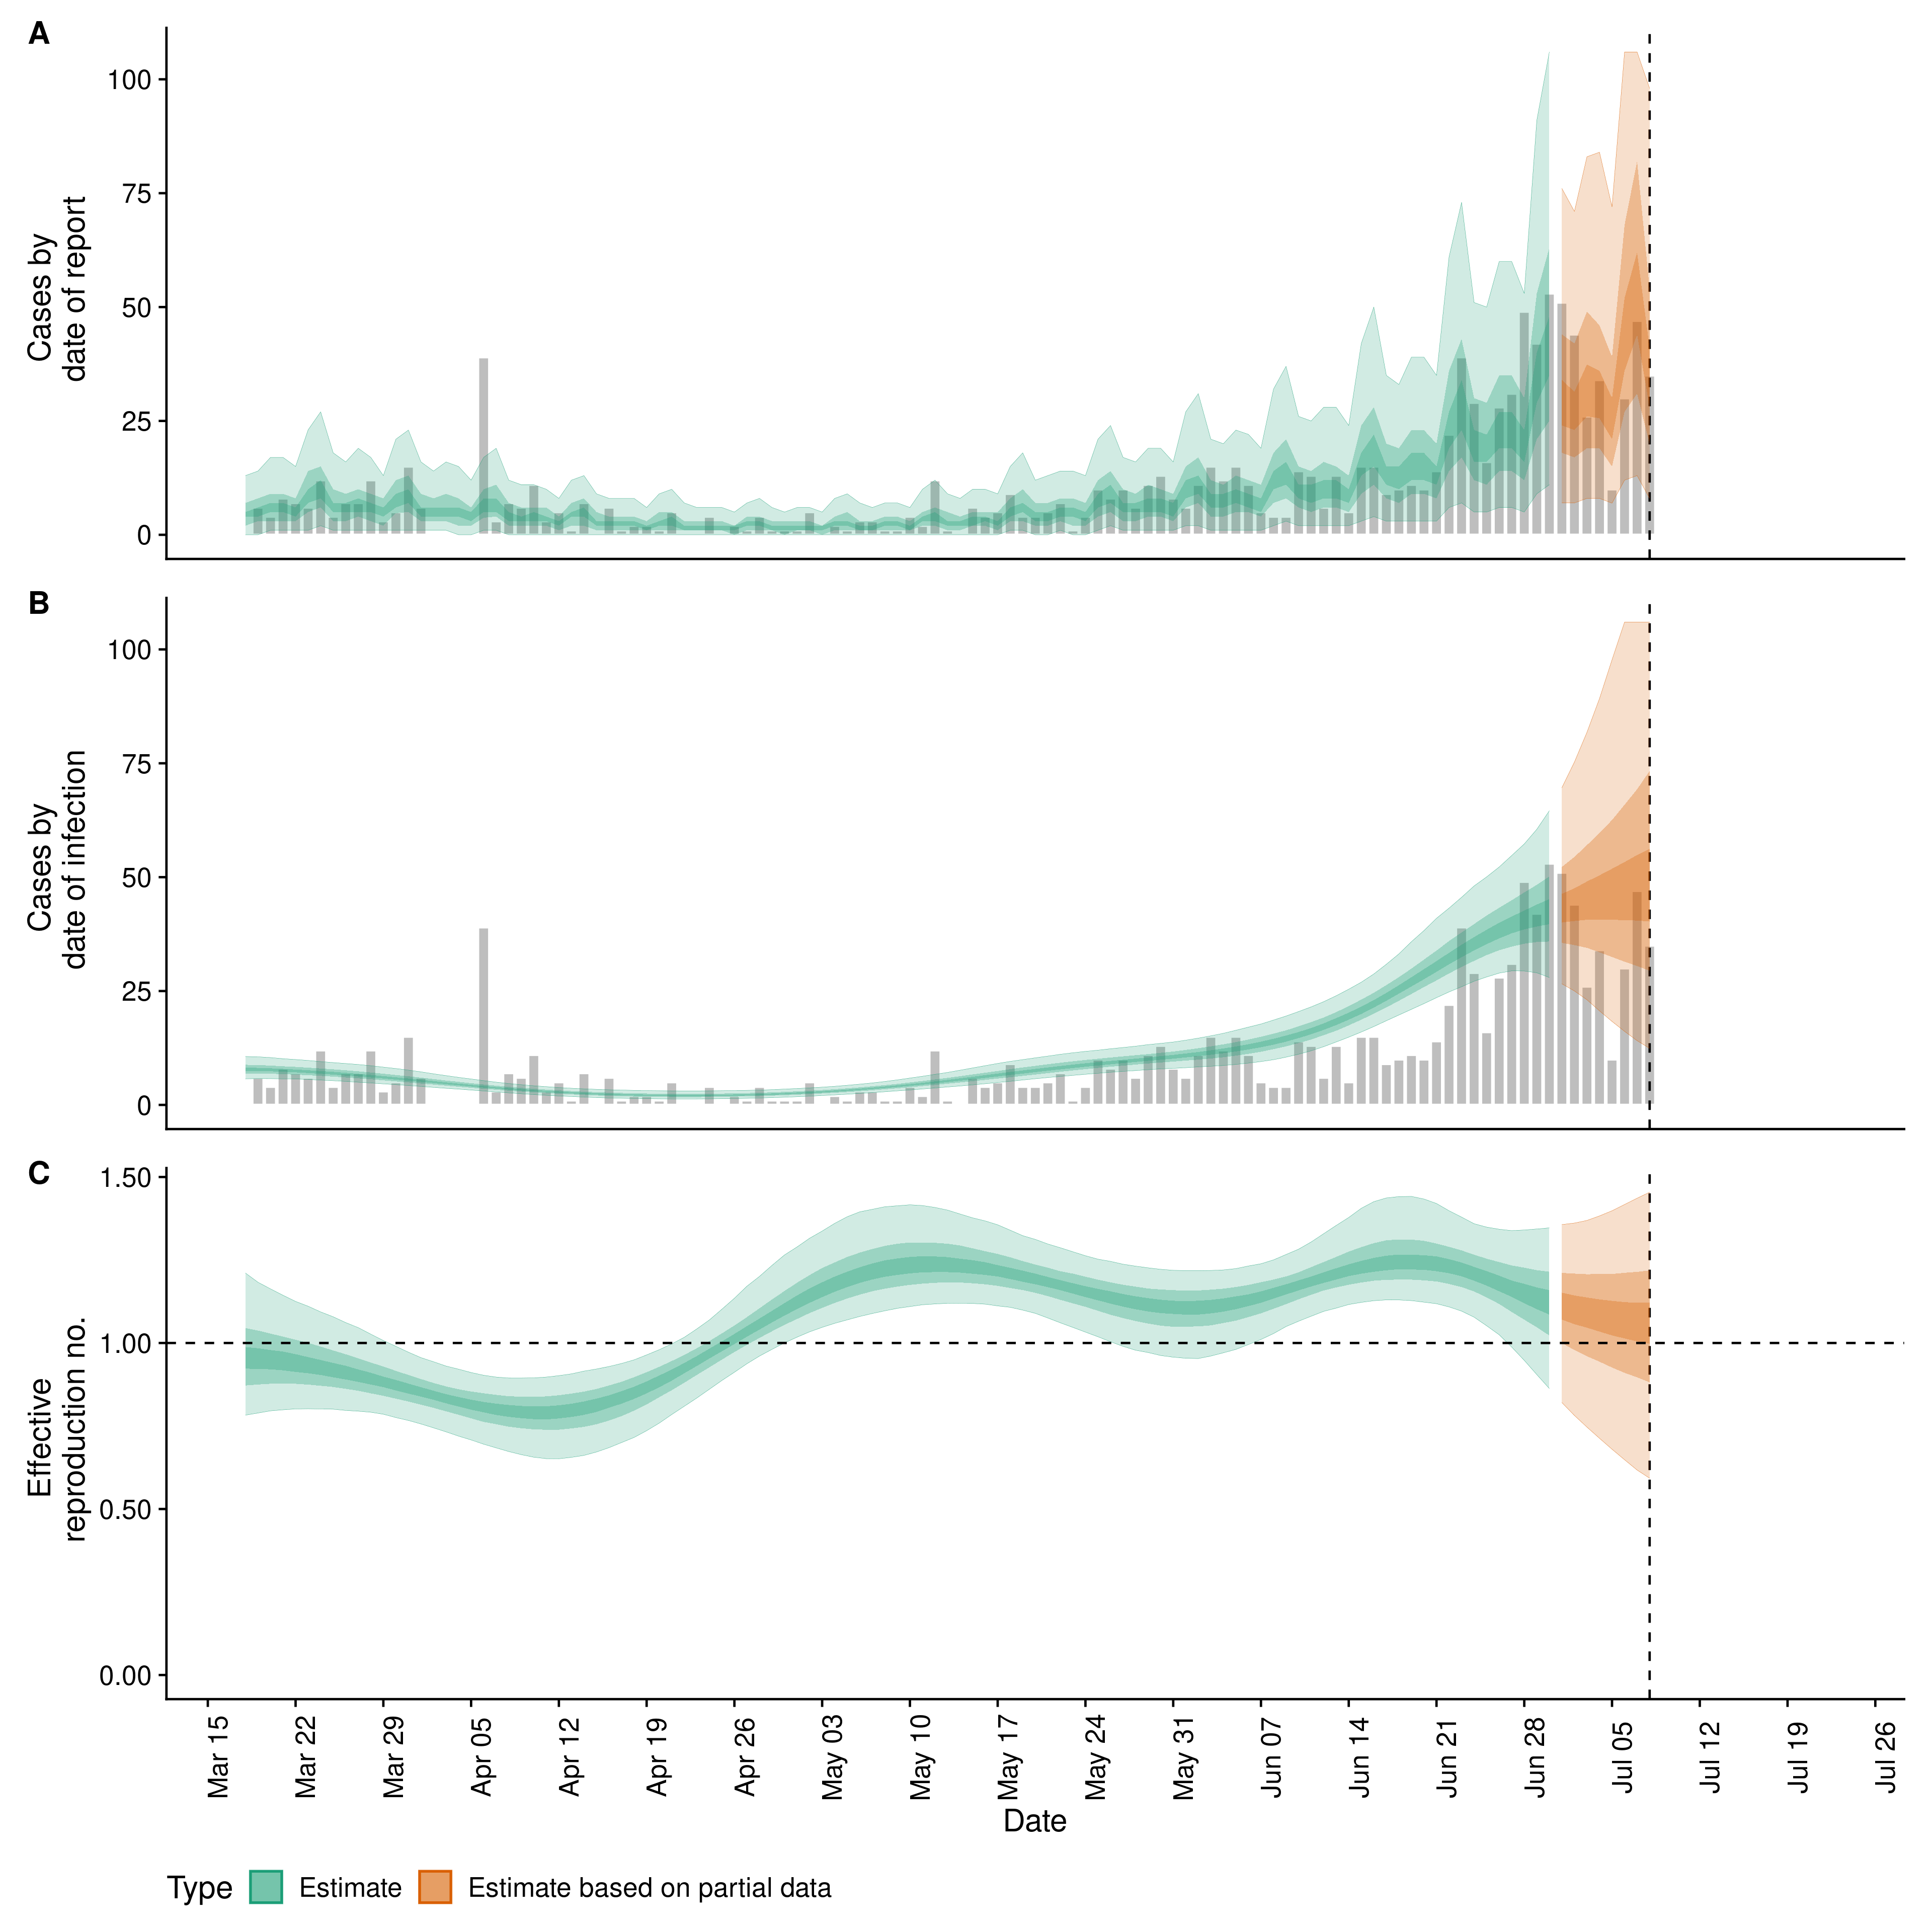 A
100
75
50
25
0
Cases by
date of report
B
100
75
50
25
0
Cases by
date of infection
C
1.50
1.00
0.50
0.00
Effective
reproduction no.
Mar 15
Mar 22
Mar 29
Apr 05
Apr 12
Apr 19
Apr 26
May 03
May 10
May 17
May 24
May 31
Jun 07
Jun 14
Jun 21
Jun 28
Jul 05
Jul 12
Jul 19
Jul 26
Date
Type Estimate Estimate based on partial data